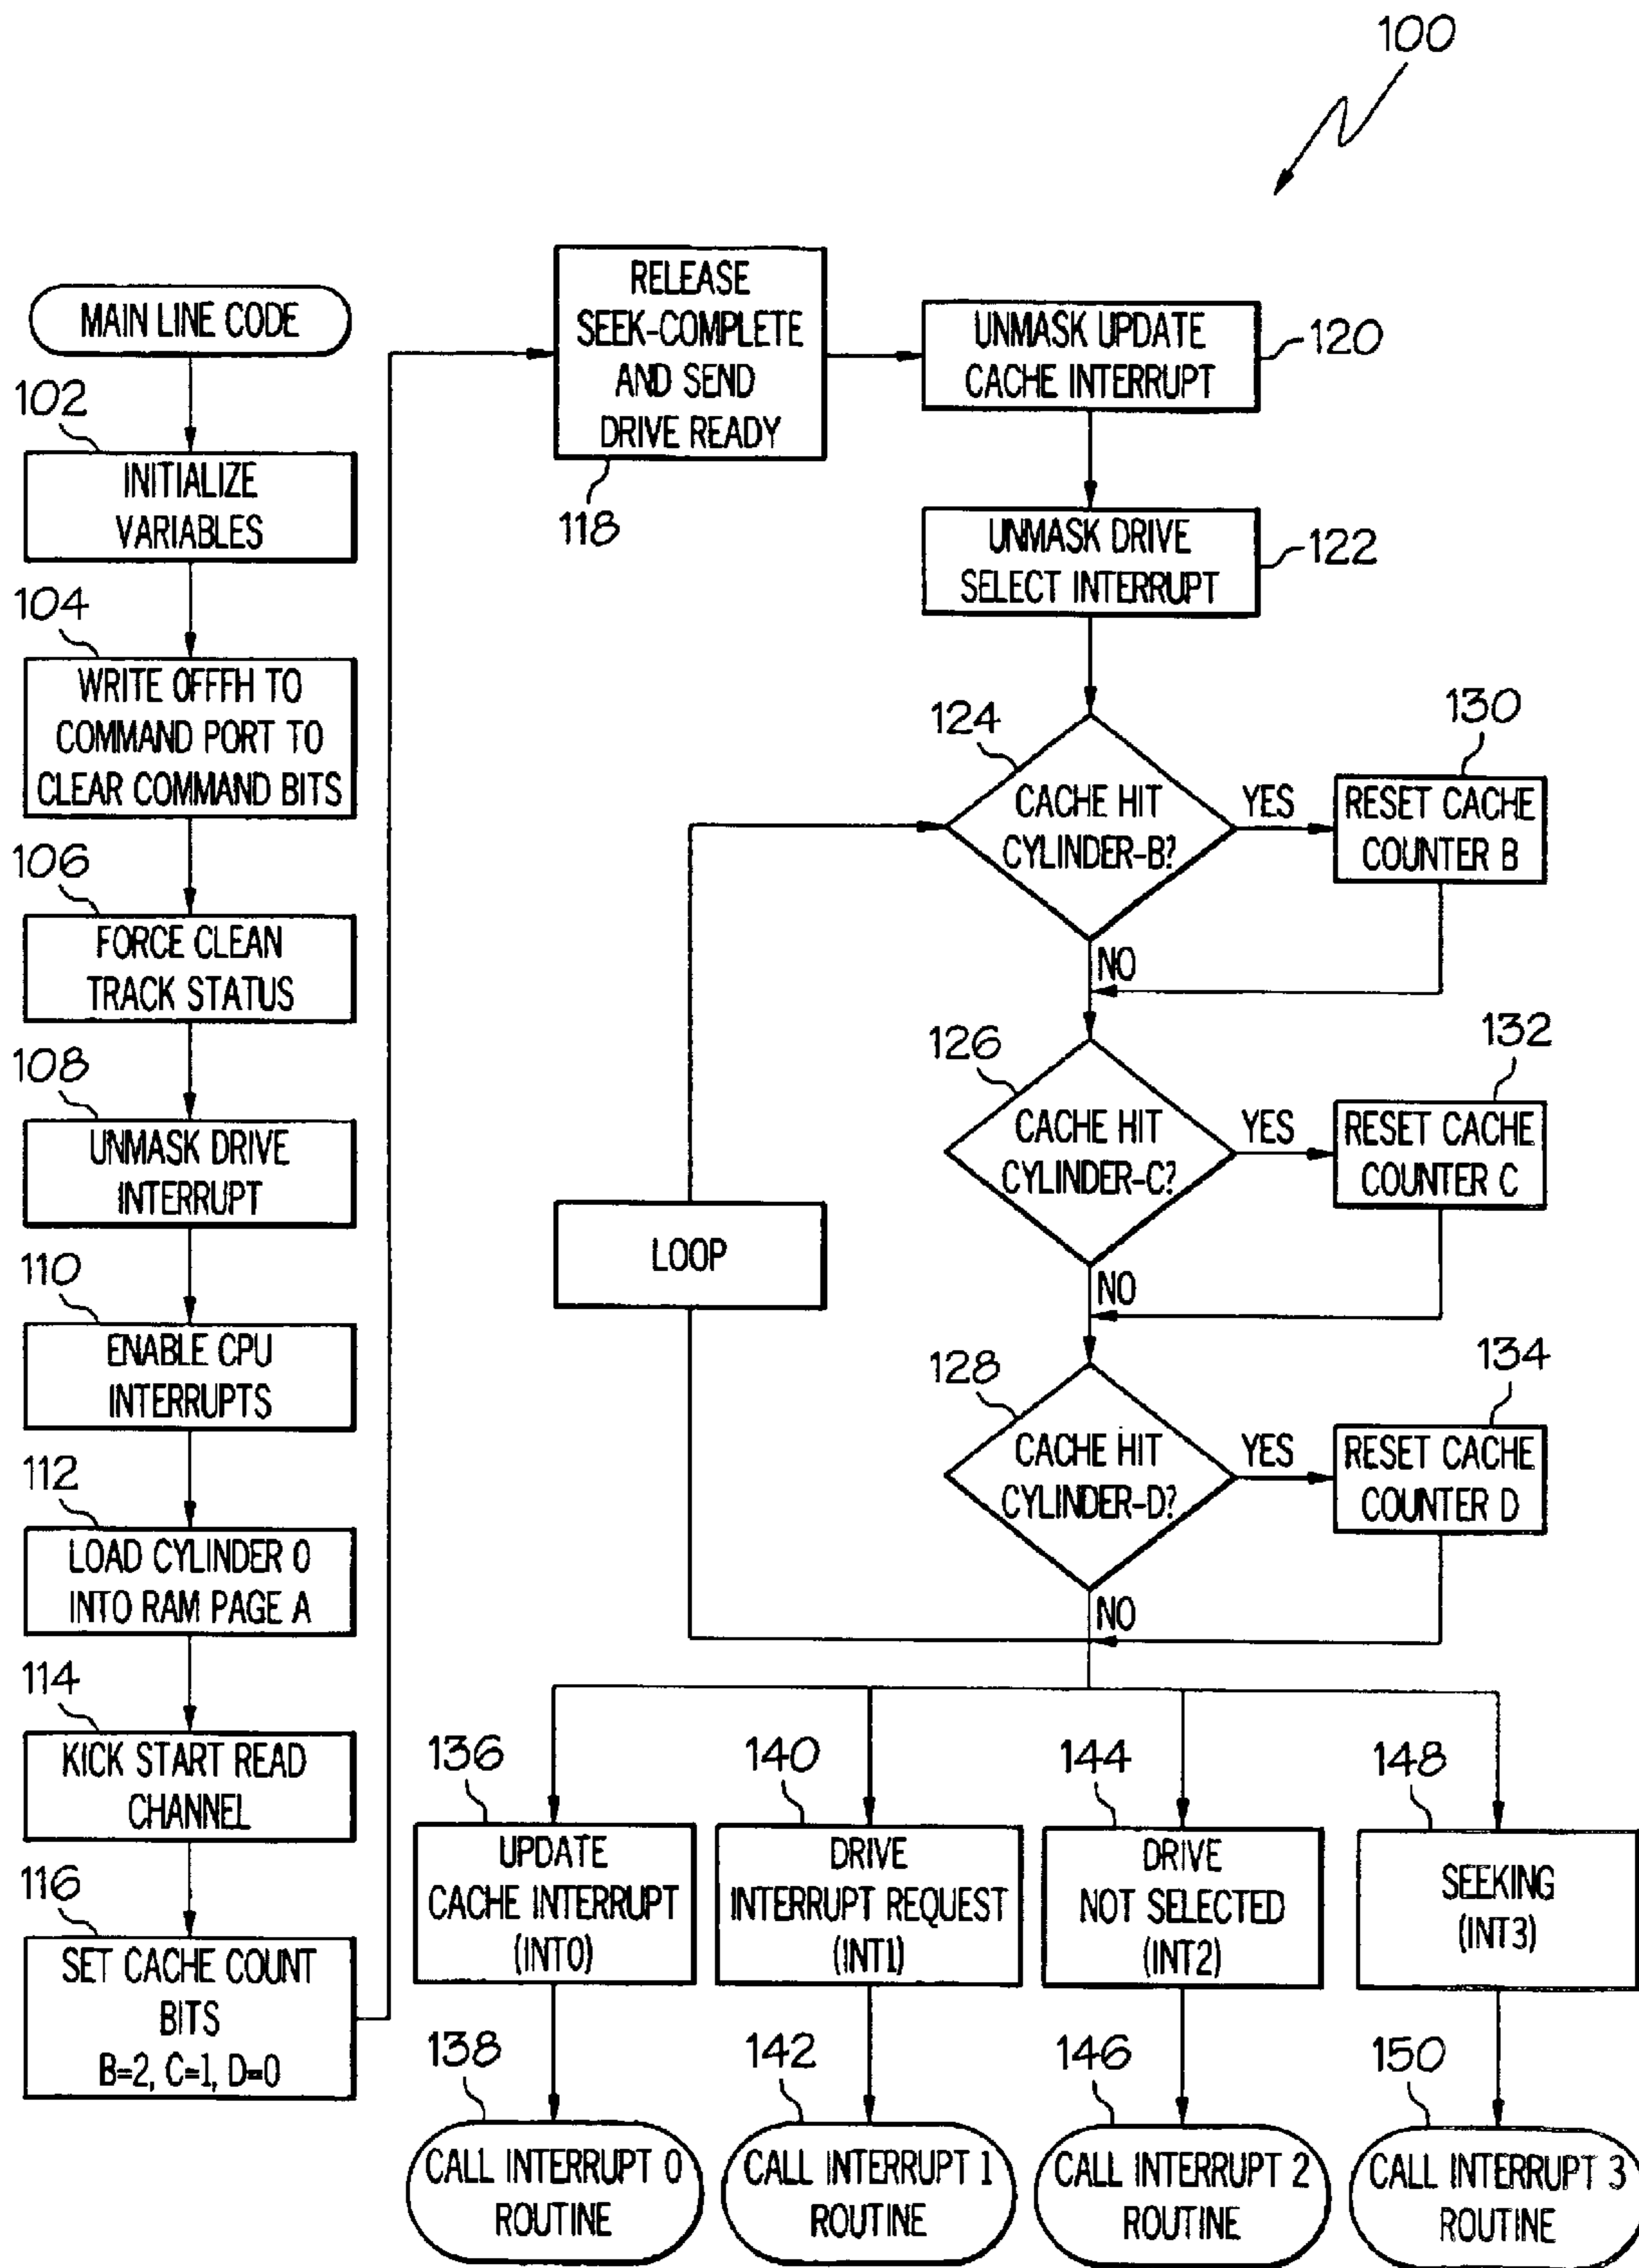 100
MAIN LINE CODE
102
INITIALIZE
VARIABLES
104
WRITE OFFFH TO
COMMAND PORT TO
CLEAR COMMAND BITS
106
FORCE CLEAN
TRACK STATUS
108
UNMASK DRIVE
INTERRUPT
110
ENABLE CPU
INTERRUPTS
112
LOAD CYLINDER 0
INTO RAM PAGE A
114
KICK START READ
CHANNEL
116
SET CACHE COUNT
BITS
B=2, C=1, D=0
RELEASE
SEEK-COMPLETE
AND SEND
DRIVE READY
118
UNMASK UPDATE
CACHE INTERRUPT
120
UNMASK DRIVE
SELECT INTERRUPT
122
124
CACHE HIT
CYLINDER-B?
YES
NO
130
RESET CACHE
COUNTER B
126
CACHE HIT
CYLINDER-C?
YES
NO
132
RESET CACHE
COUNTER C
LOOP
128
CACHE HIT
CYLINDER-D?
YES
NO
134
RESET CACHE
COUNTER D
136
UPDATE
CACHE INTERRUPT
(INT0)
138
CALL INTERRUPT 0
ROUTINE
140
DRIVE
INTERRUPT REQUEST
(INT1)
142
CALL INTERRUPT 1
ROUTINE
144
DRIVE
NOT SELECTED
(INT2)
146
CALL INTERRUPT 2
ROUTINE
148
SEEKING
(INT3)
150
CALL INTERRUPT 3
ROUTINE